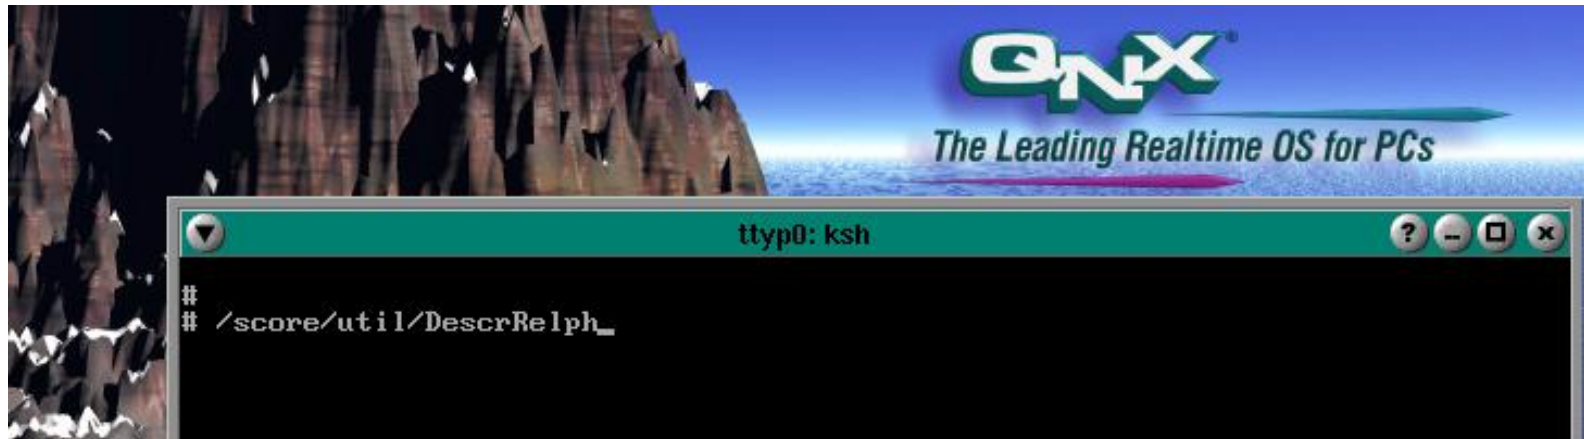 QNX®
The Leading Realtime OS for PCs
ttyp0: ksh
#
# /score/util/DescrRelph_